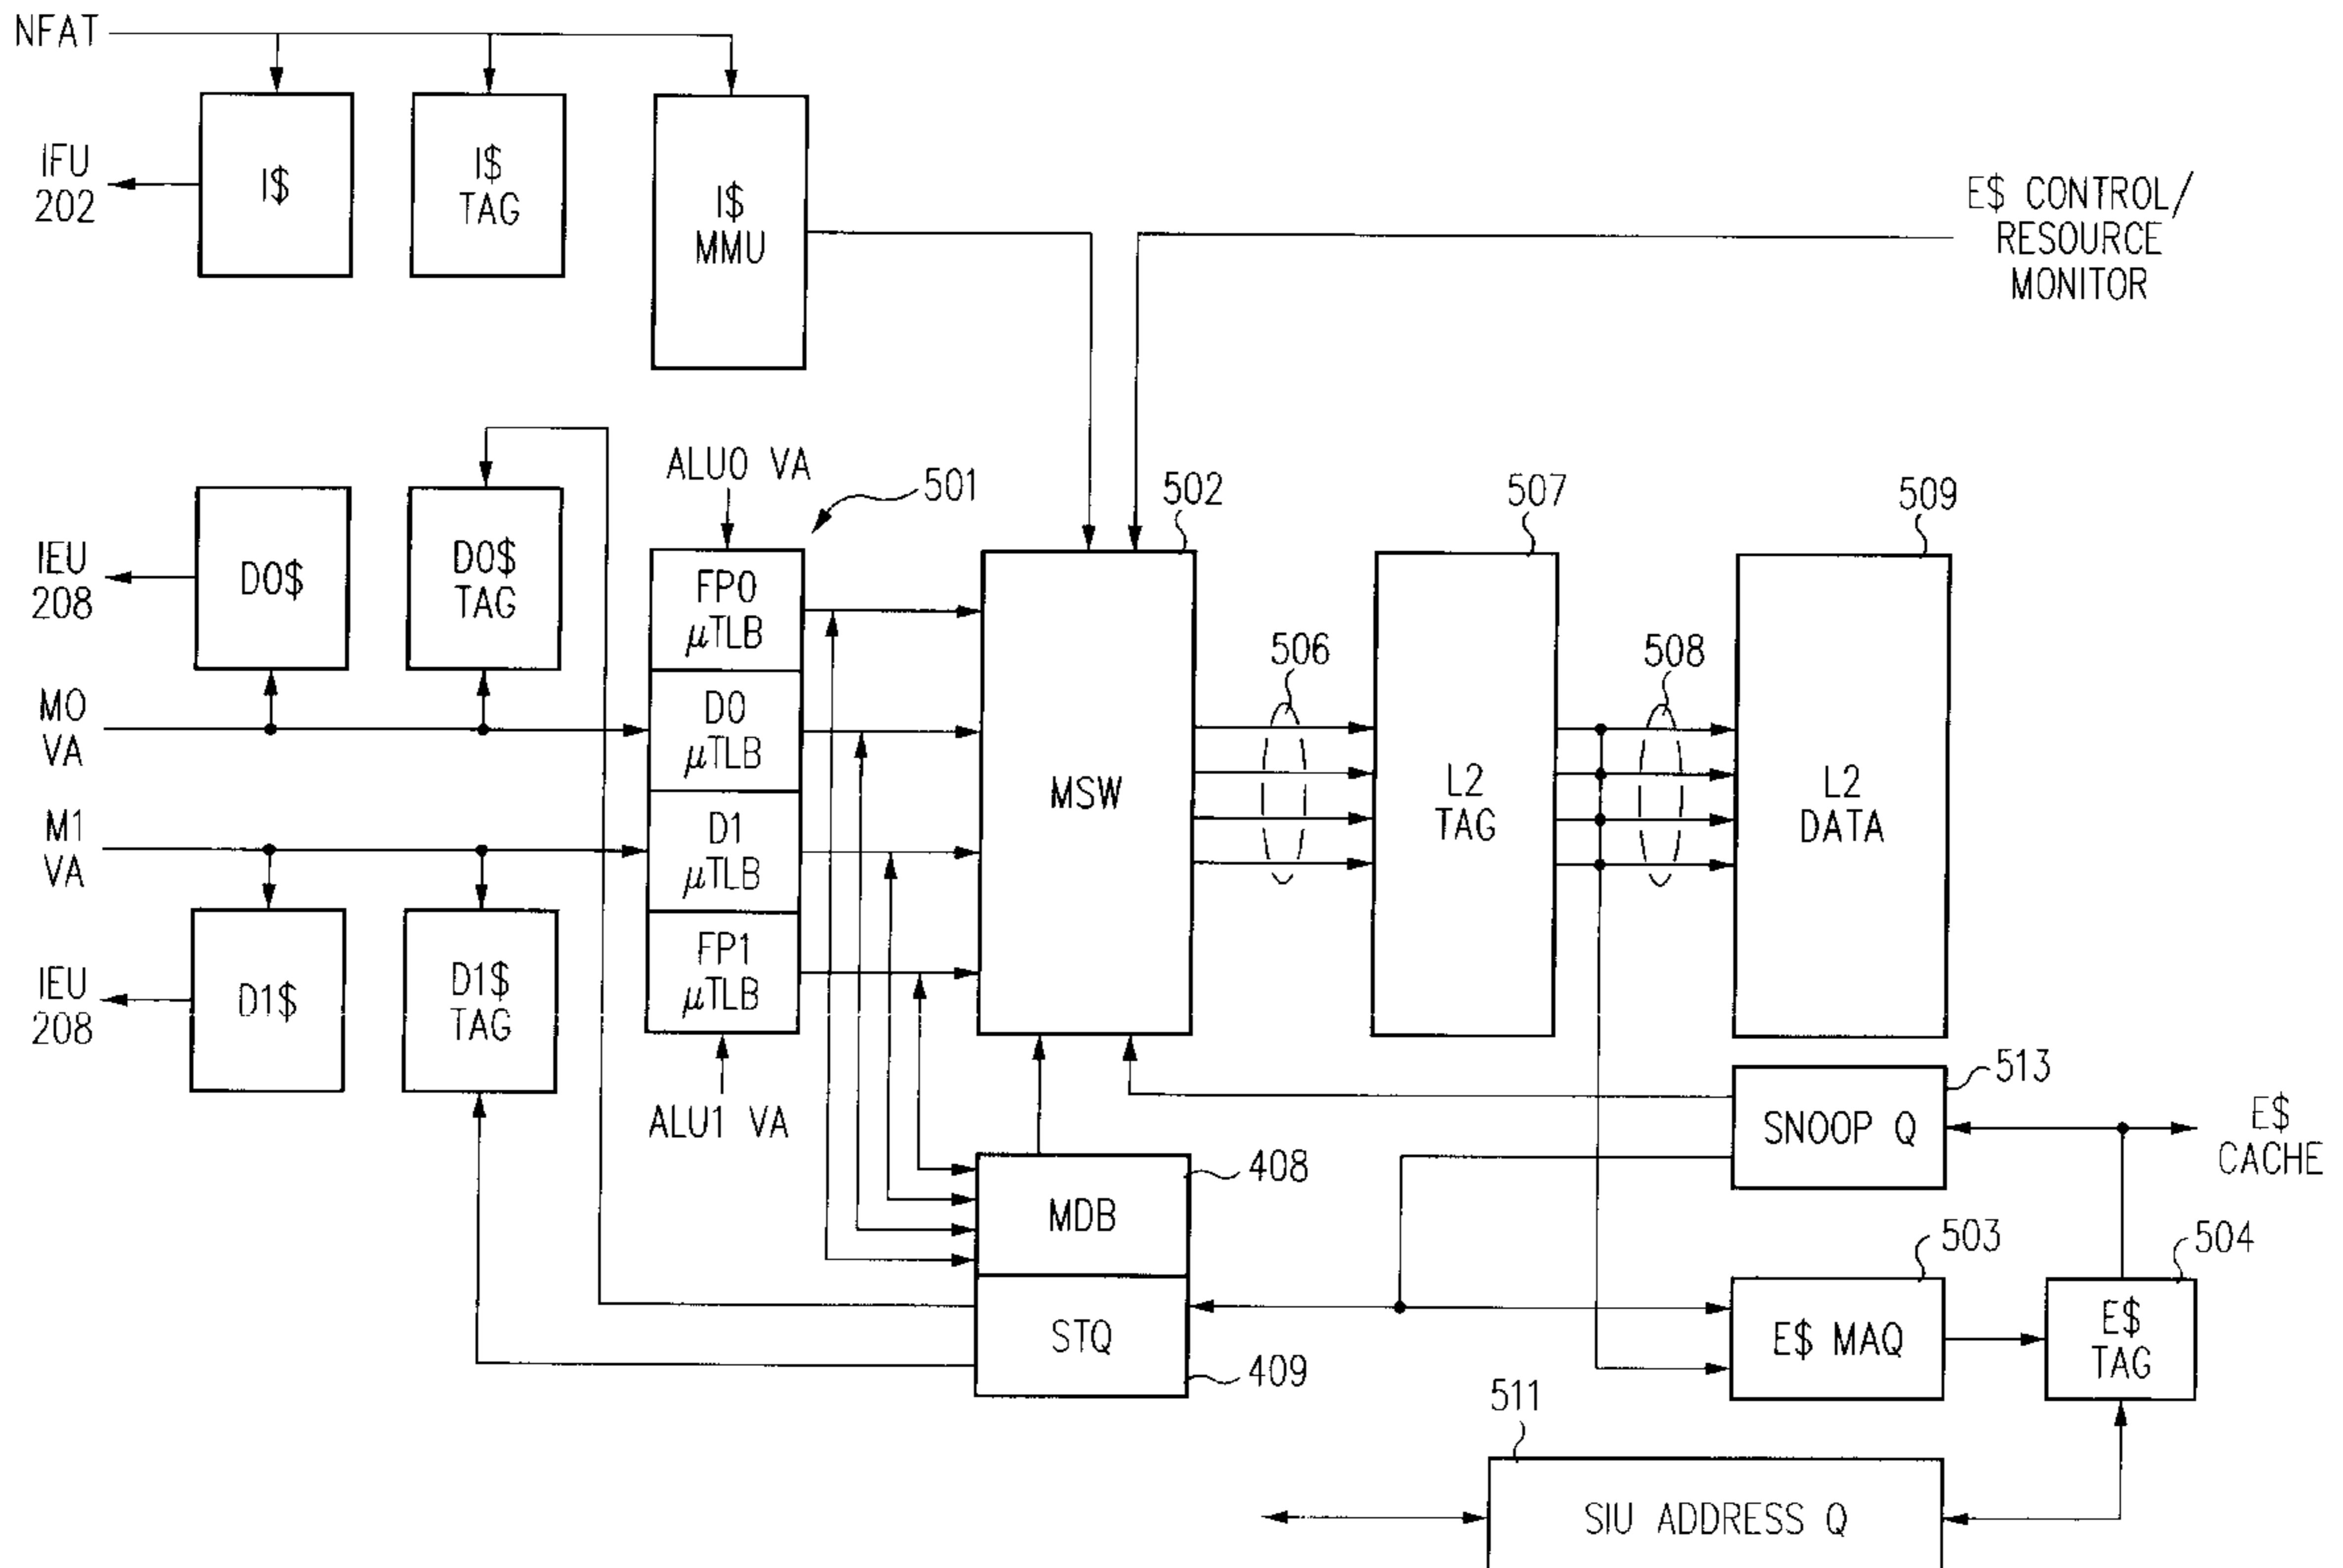 NFAT
IFU
202
I$
I$
TAG
I$
MMU
E$ CONTROL/
RESOURCE
MONITOR
ALU0 VA
501
502
507
509
IEU
208
D0$
D0$
TAG
FP0
μTLB
506
508
M0
VA
D0
μTLB
MSW
L2
TAG
L2
DATA
M1
VA
D1
μTLB
IEU
208
D1$
D1$
TAG
FP1
μTLB
ALU1 VA
513
SNOOP Q
E$
CACHE
408
MDB
503
504
STQ
E$ MAQ
E$
TAG
409
511
SIU ADDRESS Q